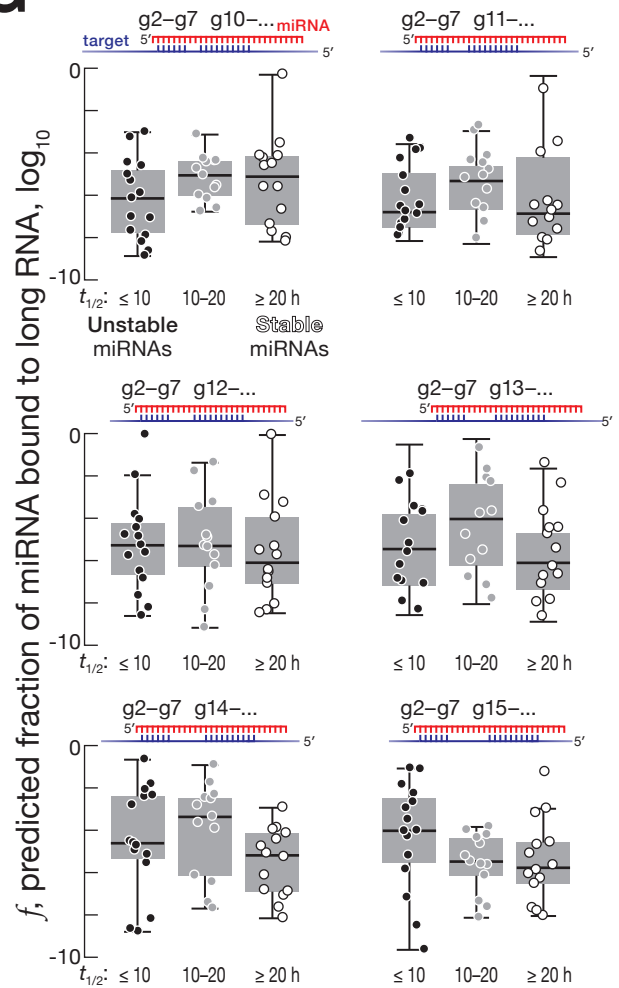 g2–g7 g10–... miRNA
target 5′ 5′
g2–g7 g11–...
5′ 5′
f, predicted fraction of miRNA bound to long RNA, log10
0
-10
t1/2: ≤ 10 10–20 ≥ 20 h
≤ 10 10–20 ≥ 20 h
Unstable Stable
miRNAs miRNAs
g2–g7 g12–...
5′ 5′
g2–g7 g13–...
5′ 5′
0
-10
t1/2: ≤ 10 10–20 ≥ 20 h
≤ 10 10–20 ≥ 20 h
g2–g7 g14–...
5′ 5′
g2–g7 g15–...
5′ 5′
0
-10
t1/2: ≤ 10 10–20 ≥ 20 h
≤ 10 10–20 ≥ 20 h